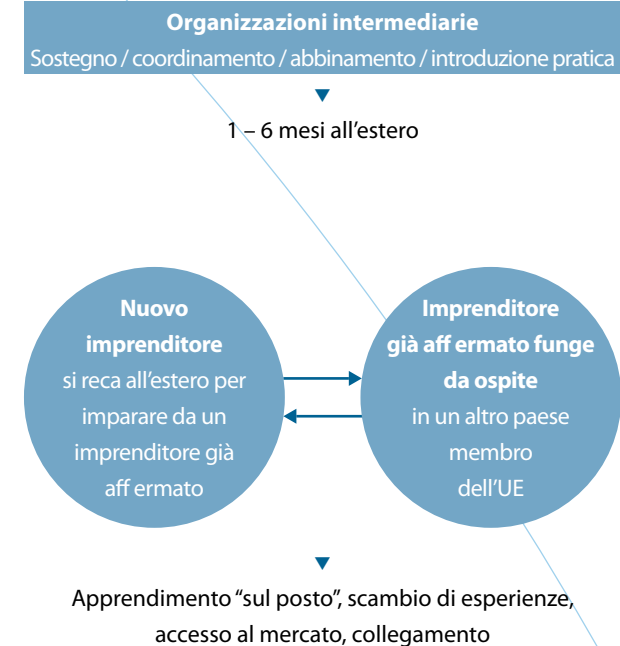 Organizzazioni intermediarie
Sostegno / coordinamento / abbinamento / introduzione pratica
1 – 6 mesi all'estero
Nuovo
imprenditore
si reca all'estero per
imparare da un
imprenditore già
aff ermato
Imprenditore
già aff ermato funge
da ospite
in un altro paese
membro
dell'UE
Apprendimento “sul posto”, scambio di esperienze,
accesso al mercato, collegamento